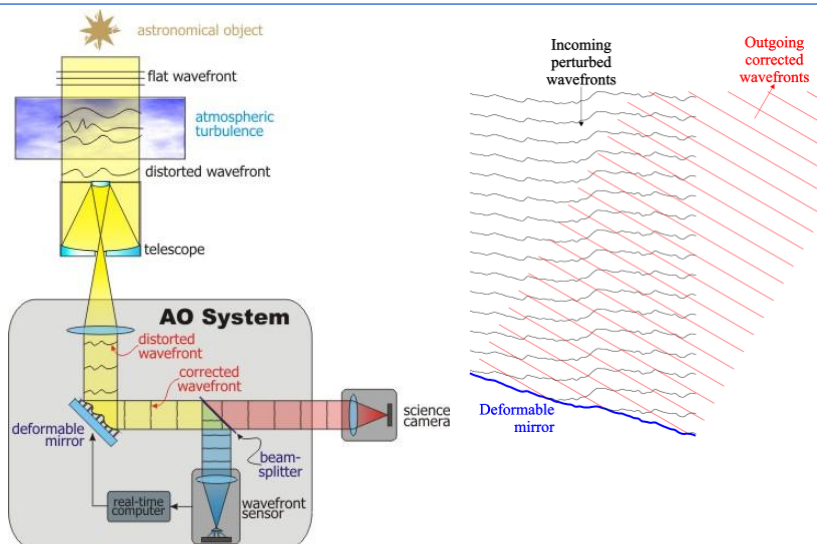 astronomical object
flat wavefront
atmospheric
turbulence
distorted wavefront
telescope
AO System
distorted
wavefront
corrected
wavefront
deformable
mirror
science
camera
beam-
splitter
real-time
computer
wavefront
sensor
Incoming
perturbed
wavefronts
Outgoing
corrected
wavefronts
Deformable
mirror